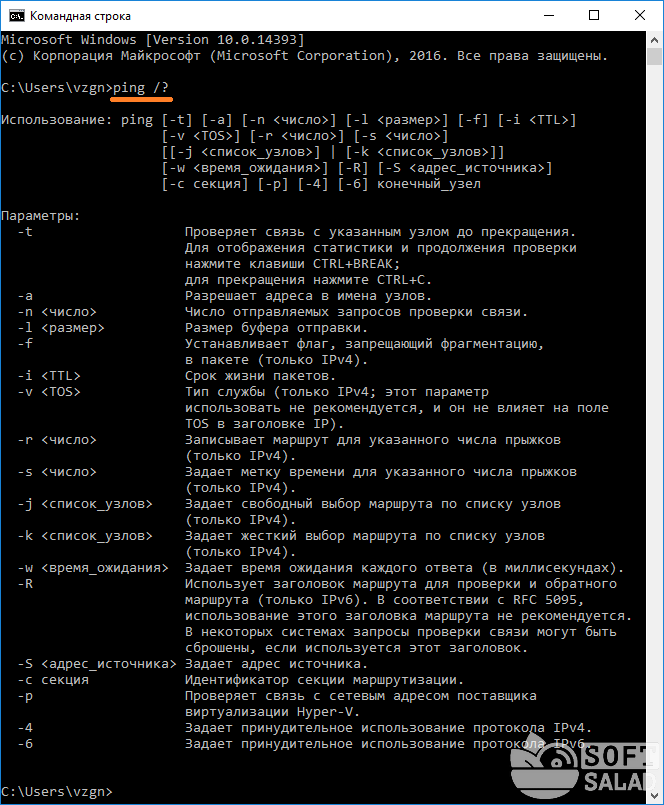 Командная строка
Microsoft Windows [Version 10.0.14393]
(c) Корпорация Майкрософт (Microsoft Corporation), 2016. Все права защищены.
C:\Users\vzgn>ping /?
Использование: ping [-t] [-a] [-n <число>] [-l <размер>] [-f] [-i <TTL>]
[-v <TOS>] [-r <число>] [-s <число>]
[[-j <список_узлов>] | [-k <список_узлов>]]
[-w <время_ожидания>] [-R] [-S <адрес_источника>]
[-c секция] [-p] [-4] [-6] конечный_узел
Параметры:
-t Проверяет связь с указанным узлом до прекращения.
Для отображения статистики и продолжения проверки
нажмите клавиши CTRL+BREAK;
для прекращения нажмите CTRL+C.
-a Разрешает адреса в имена узлов.
-n <число> Число отправляемых запросов проверки связи.
-l <размер> Размер буфера отправки.
-f Устанавливает флаг, запрещающий фрагментацию,
в пакете (только IPv4).
-i <TTL> Срок жизни пакетов.
-v <TOS> Тип службы (только IPv4; этот параметр
использовать не рекомендуется, и он не влияет на поле
TOS в заголовке IP).
-r <число> Записывает маршрут для указанного числа прыжков
(только IPv4).
-s <число> Задает метку времени для указанного числа прыжков
(только IPv4).
-j <список_узлов> Задает свободный выбор маршрута по списку узлов
(только IPv4).
-k <список_узлов> Задает жесткий выбор маршрута по списку узлов
(только IPv4).
-w <время_ожидания> Задает время ожидания каждого ответа (в миллисекундах).
-R Использует заголовок маршрута для проверки и обратного
маршрута (только IPv6). В соответствии с RFC 5095,
использование этого заголовка маршрута не рекомендуется.
В некоторых системах запросы проверки связи могут быть
сброшены, если используется этот заголовок.
-S <адрес_источника> Задает адрес источника.
-c секция Идентификатор секции маршрутизации.
-p Проверяет связь с сетевым адресом поставщика
виртуализации Hyper-V.
-4 Задает принудительное использование протокола IPv4.
-6 Задает принудительное использование протокола IPv6.
C:\Users\vzgn>
SOFT
SALAD